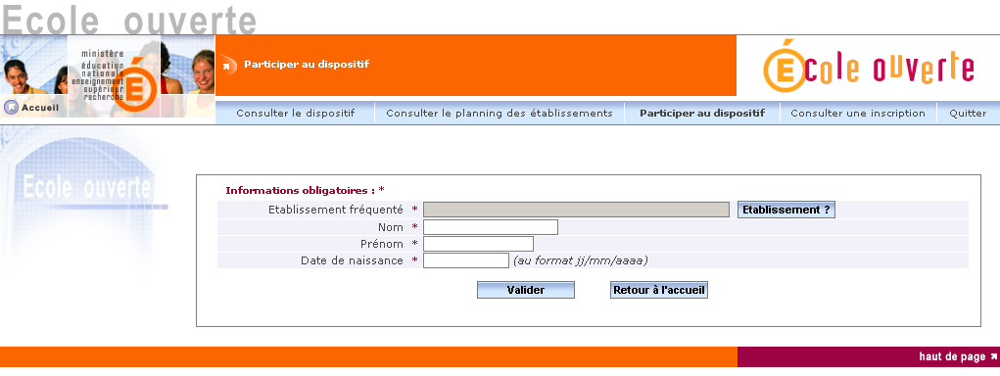 Ecole ouverte
ministère
éducation
nationale
enseignement
supérieur
recherche
É
Accueil
Participer au dispositif
École ouverte
Consulter le dispositif
Consulter le planning des établissements
Participer au dispositif
Consulter une inscription
Quitter
Ecole ouverte
Informations obligatoires : *
Etablissement fréquenté * Etablissement ?
Nom *
Prénom *
Date de naissance * (au format jj/mm/aaaa)
Valider Retour à l'accueil
haut de page